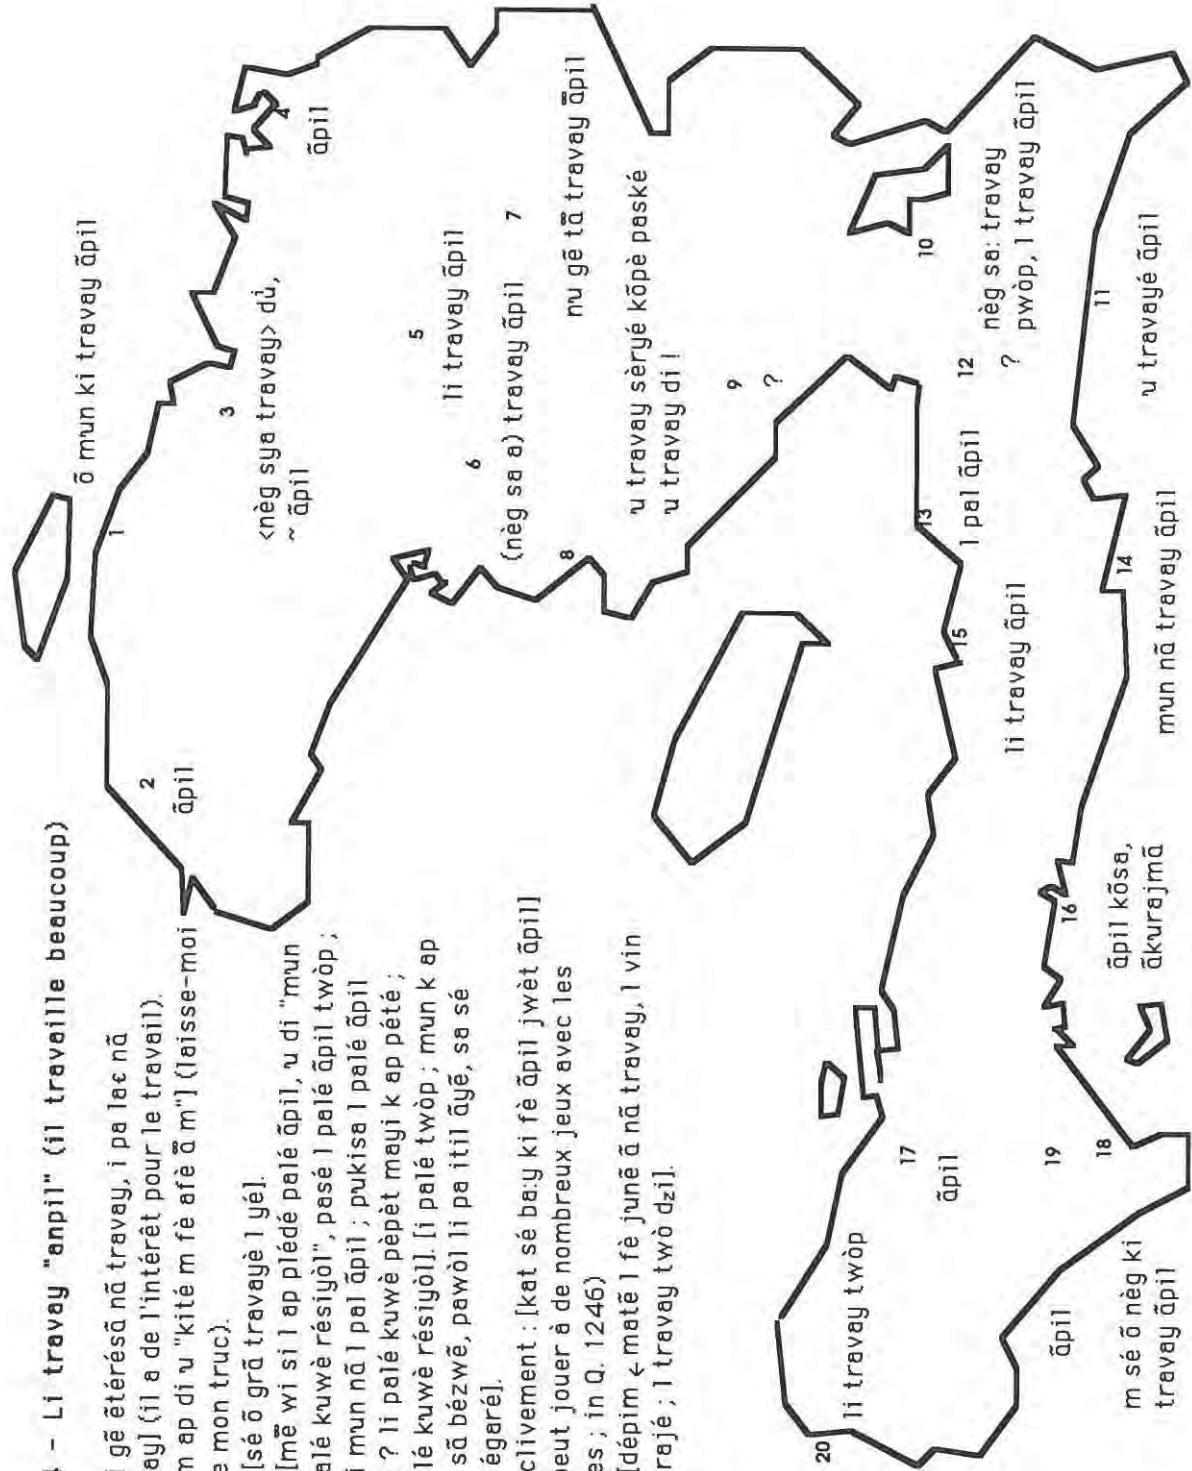 4 - Li travay "anpil" (il travaille beaucoup)
i gẽ ẽtérésã nã travay, i pa laɛ nã
ay] (il a de l'intérêt pour le travail).
m ap di u "kité m fè afè ã m"] (laisse-moi
e mon truc).
[sé õ grã travayè l yé].
[mẽ wi si l ap plédé palé ãpil, u di "mun
alé kuwè résiyòl", pasé l palé ãpil twòp ;
i mun nã l pal ãpil ; pukisa l palé ãpil
? li palé kuwè pèpèt mayi k ap pété ;
lé kuwè résiyòl]. [i palé twòp ; mun k ap
sã bézwẽ, pawòl li pa itil ãyẽ, sa sé
égaré].
clivement : [kat sé ba:y ki fè ãpil jwèt ãpil]
peut jouer à de nombreux jeux avec les
es ; in Q. 1246)
[dépim ← maté l fè juné ã nã travay, l vin
rajé ; l travay twò dzil].
1
õ mun ki travay ãpil
2
ãpil
3
<nèg sya travay> dù,
~ ãpil
4
ãpil
5
li travay ãpil
6
(nèg sa a) travay ãpil
7
nu gẽ tã travay ãpil
8
u travay sèryé kõpè paské
u travay di !
9
?
10
nèg sa: travay
pwòp, l travay ãpil
11
u travayé ãpil
12
?
13
l pal ãpil
14
mun nã travay ãpil
15
li travay ãpil
16
ãpil kõsa,
ãkurajmã
17
ãpil
18
m sé õ nèg ki
travay ãpil
19
ãpil
20
li travay twòp